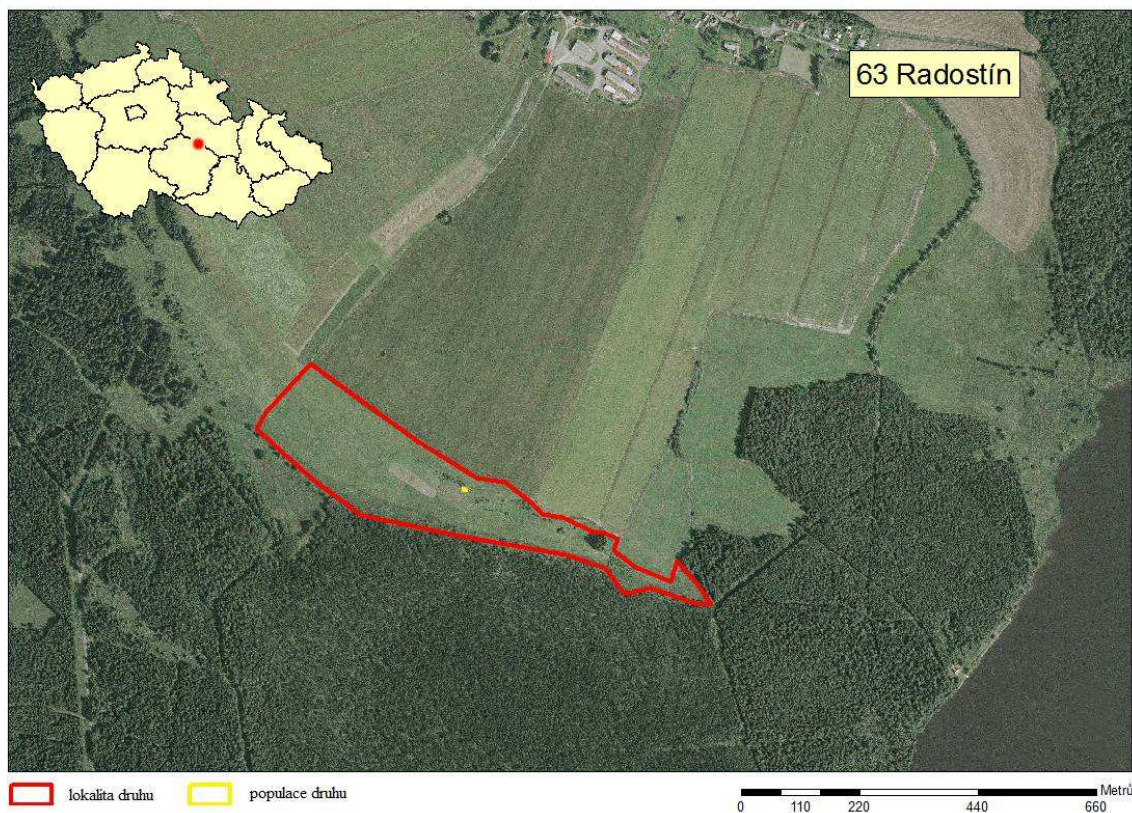 63 Radostín
lokalita druhu
populace druhu
Metrů
0 110 220 440 660